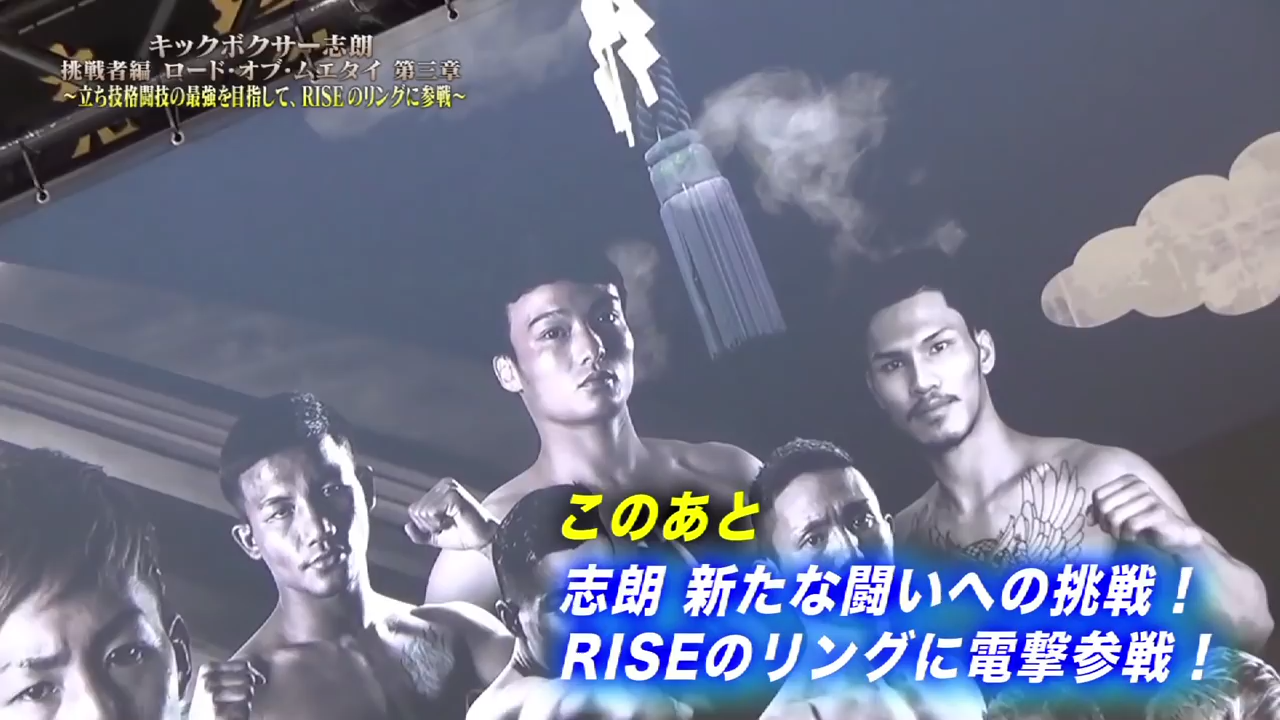 キックボクサー志朗
挑戦者編 ロード・オブ・ムエタイ 第三章
～立ち技格闘技の最強を目指して、RISEのリングに参戦～
このあと
志朗 新たな闘いへの挑戦！
RISEのリングに電撃参戦！